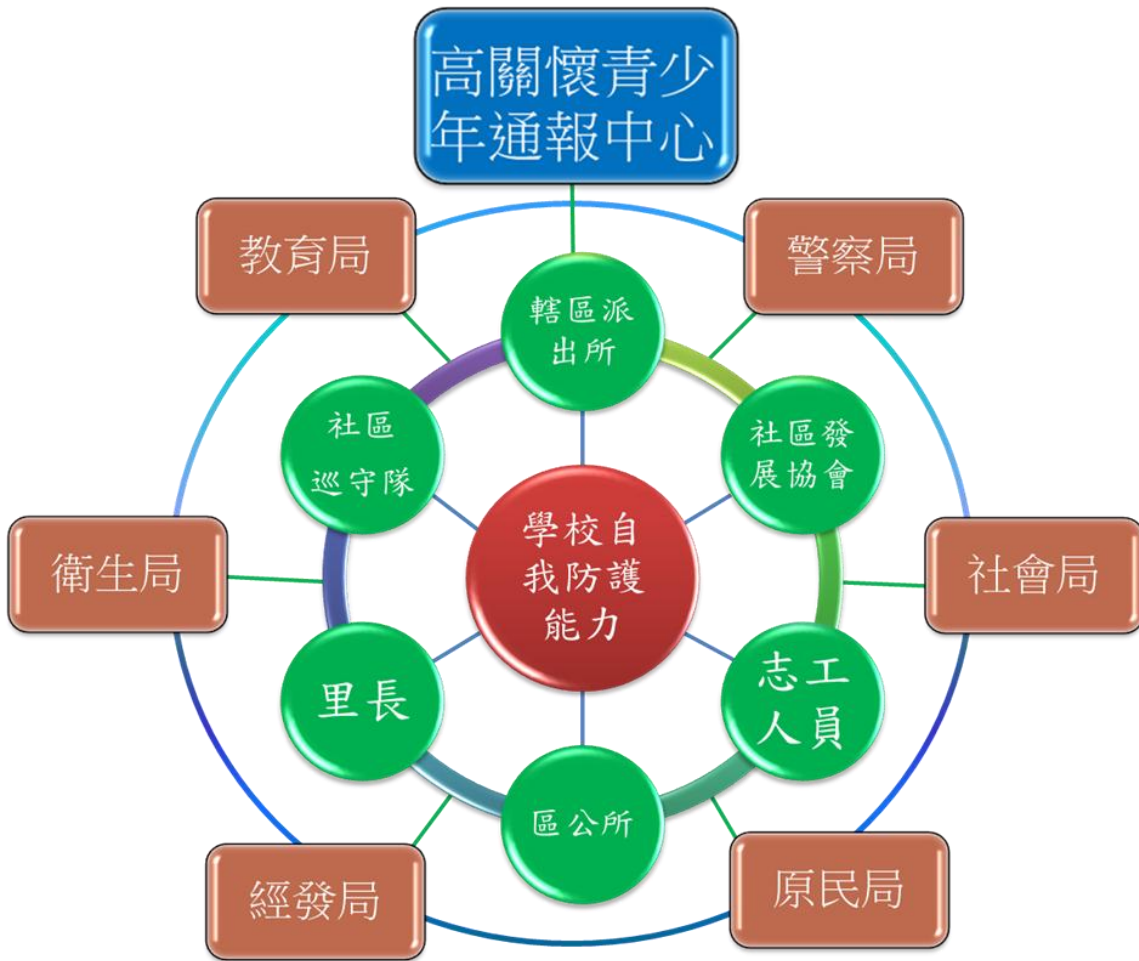 高關懷青少
年通報中心
教育局
警察局
轄區派
出所
社區
巡守隊
社區發
展協會
學校自
我防護
能力
衛生局
社會局
里長
志工
人員
區公所
經發局
原民局